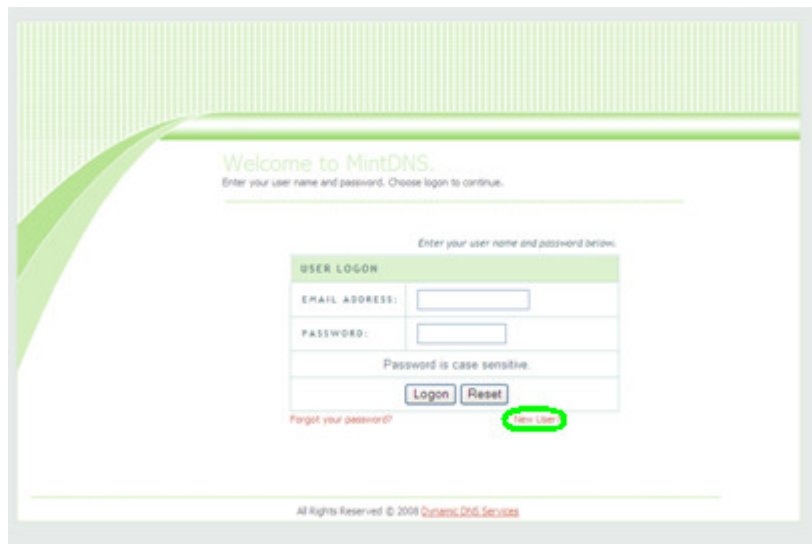 Welcome to MintDNS.
Enter your user name and password. Choose logon to continue.
Enter your user name and password below.
USER LOGON
EMAIL ADDRESS:
PASSWORD:
Password is case sensitive.
Logon Reset
Forgot your password? New User?
All Rights Reserved © 2008 Dynamic DNS Services